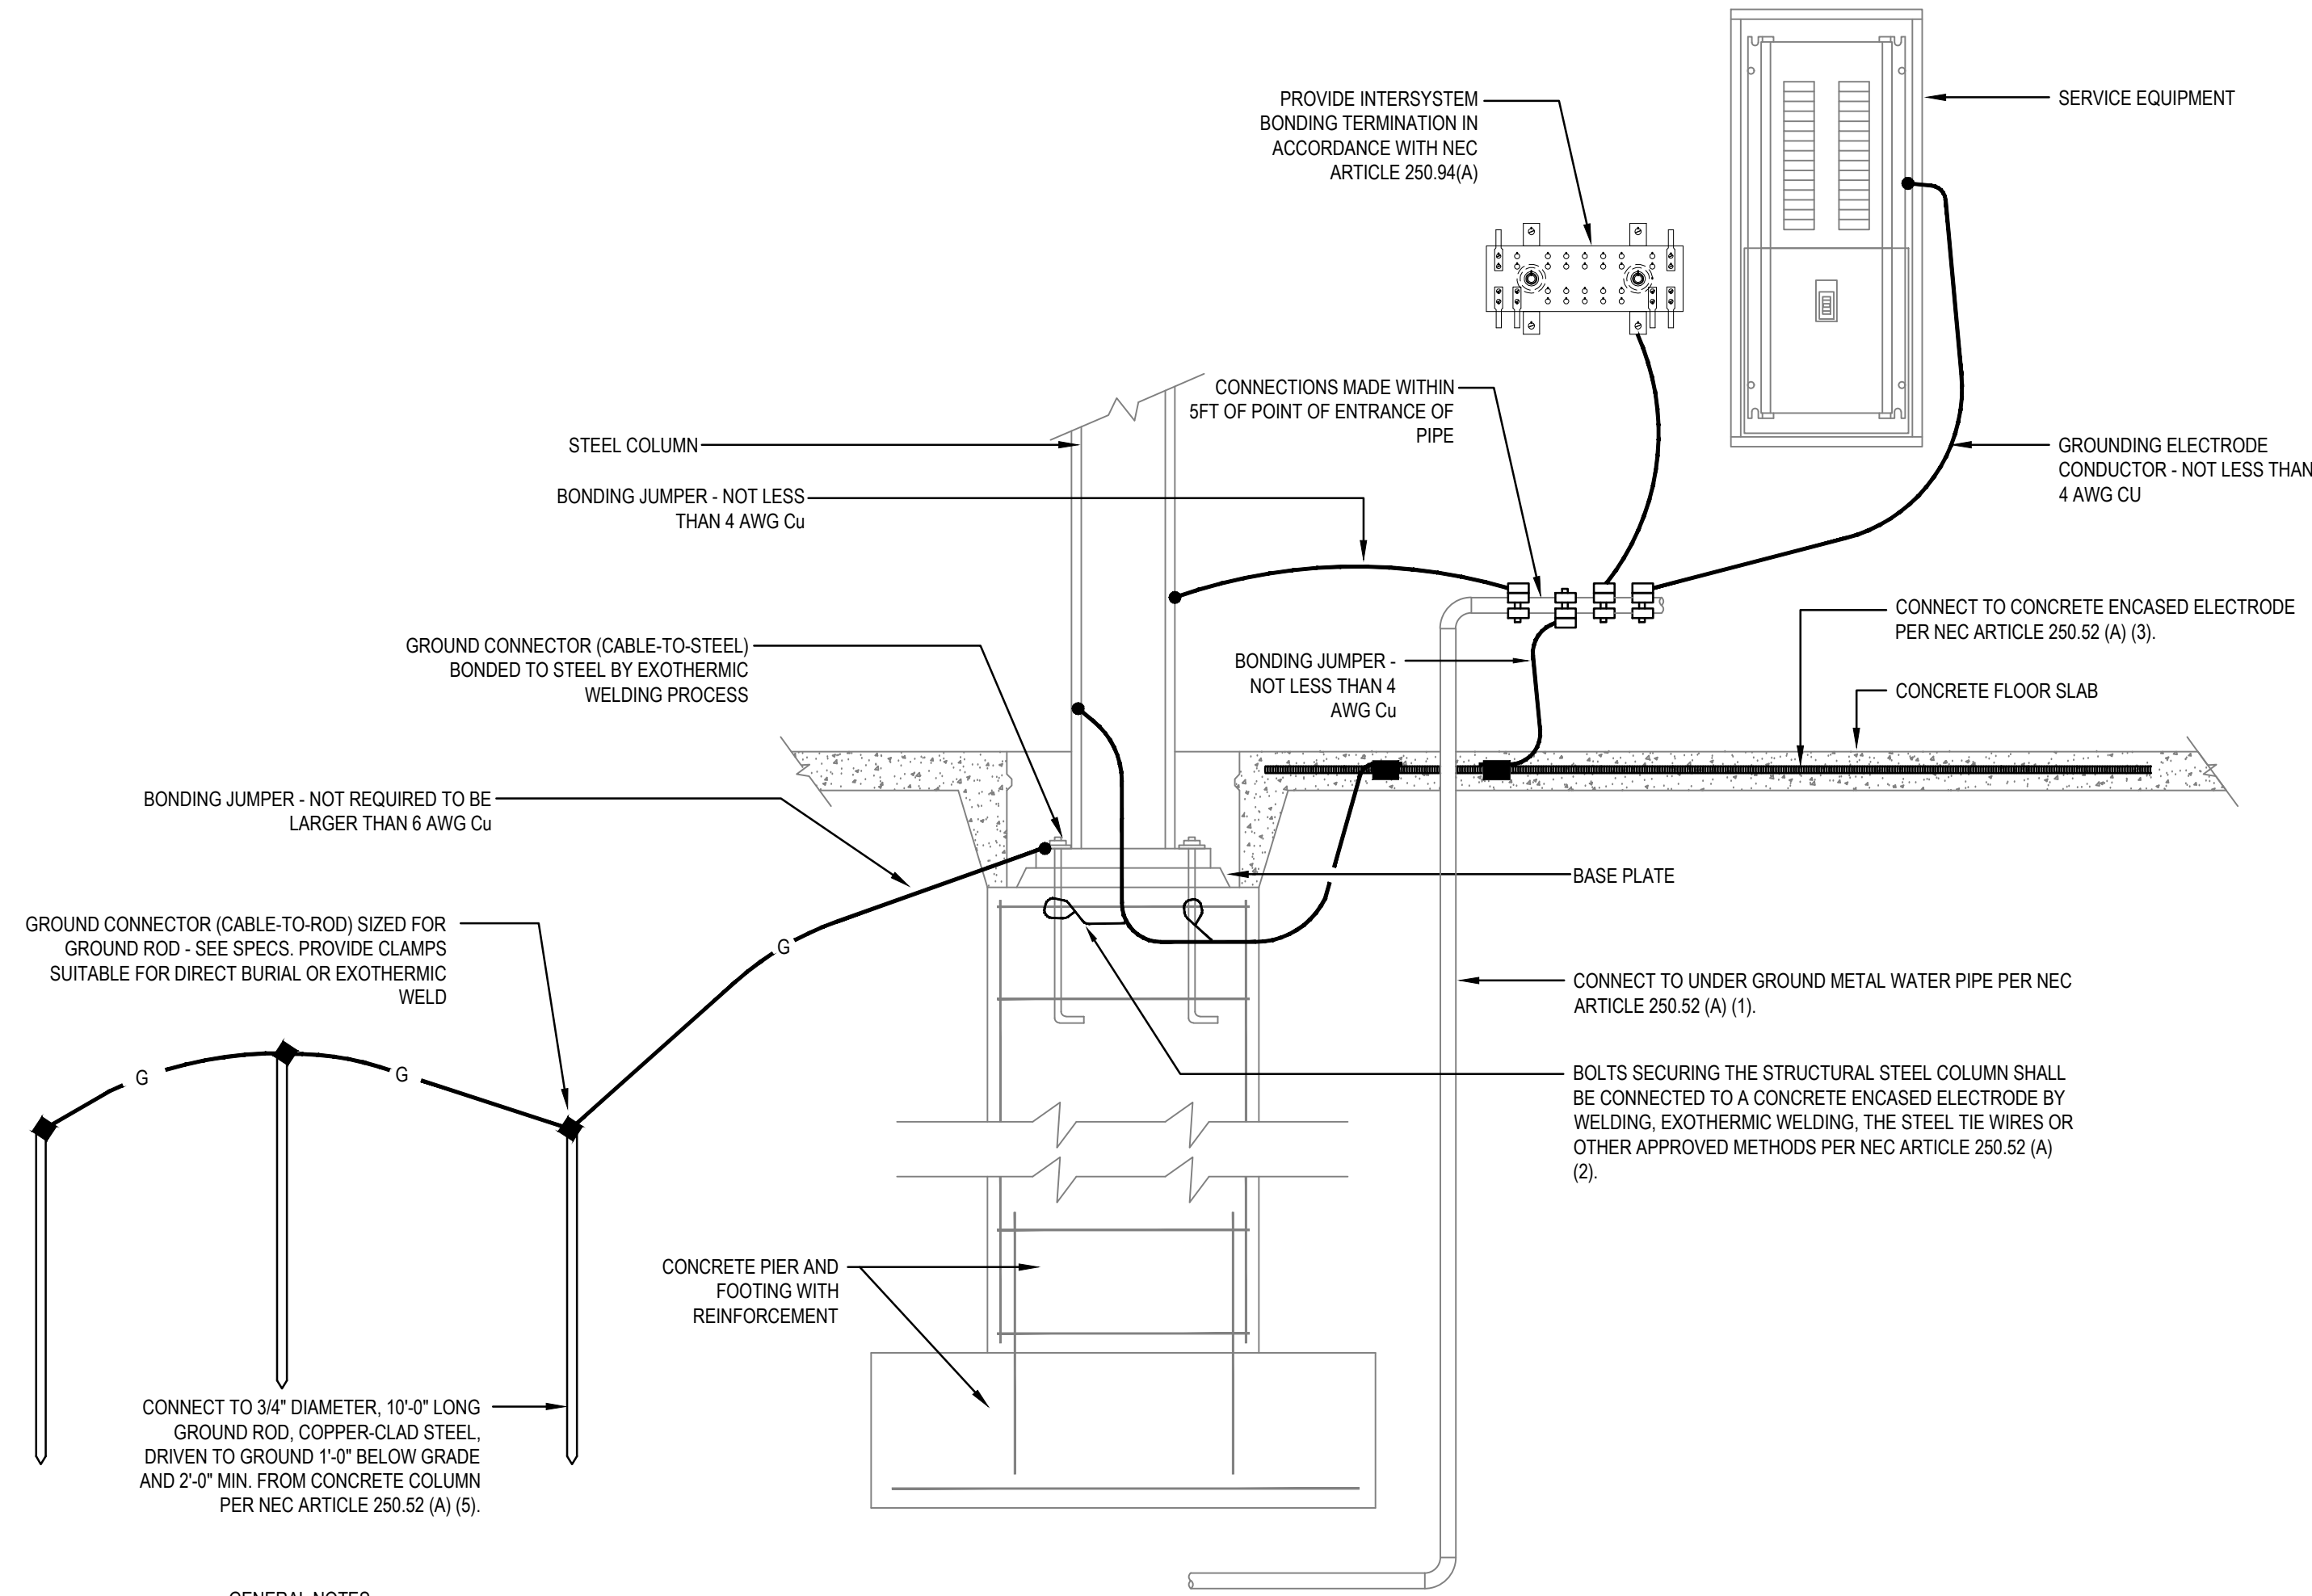 PROVIDE INTERSYSTEM
BONDING TERMINATION IN
ACCORDANCE WITH NEC
ARTICLE 250.94(A)
SERVICE EQUIPMENT
CONNECTIONS MADE WITHIN
5FT OF POINT OF ENTRANCE OF
PIPE
STEEL COLUMN
GROUNDING ELECTRODE
CONDUCTOR - NOT LESS THAN
4 AWG CU
BONDING JUMPER - NOT LESS
THAN 4 AWG Cu
CONNECT TO CONCRETE ENCASED ELECTRODE
PER NEC ARTICLE 250.52 (A) (3).
GROUND CONNECTOR (CABLE-TO-STEEL)
BONDED TO STEEL BY EXOTHERMIC
WELDING PROCESS
BONDING JUMPER -
NOT LESS THAN 4
AWG Cu
CONCRETE FLOOR SLAB
BONDING JUMPER - NOT REQUIRED TO BE
LARGER THAN 6 AWG Cu
BASE PLATE
GROUND CONNECTOR (CABLE-TO-ROD) SIZED FOR
GROUND ROD - SEE SPECS. PROVIDE CLAMPS
SUITABLE FOR DIRECT BURIAL OR EXOTHERMIC
WELD
G
CONNECT TO UNDER GROUND METAL WATER PIPE PER NEC
ARTICLE 250.52 (A) (1).
G
G
BOLTS SECURING THE STRUCTURAL STEEL COLUMN SHALL
BE CONNECTED TO A CONCRETE ENCASED ELECTRODE BY
WELDING, EXOTHERMIC WELDING, THE STEEL TIE WIRES OR
OTHER APPROVED METHODS PER NEC ARTICLE 250.52 (A)
(2).
CONCRETE PIER AND
FOOTING WITH
REINFORCEMENT
CONNECT TO 3/4" DIAMETER, 10'-0" LONG
GROUND ROD, COPPER-CLAD STEEL,
DRIVEN TO GROUND 1'-0" BELOW GRADE
AND 2'-0" MIN. FROM CONCRETE COLUMN
PER NEC ARTICLE 250.52 (A) (5).
GENERAL NOTES